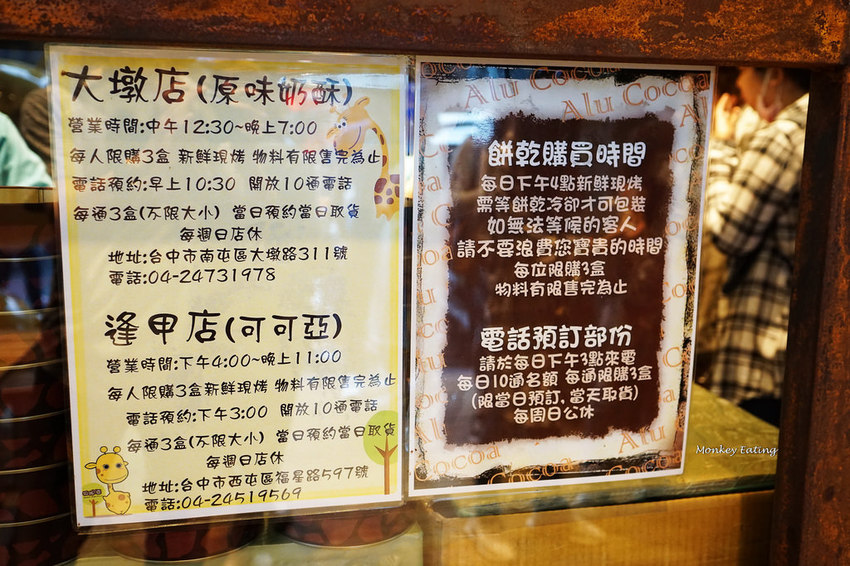 大墩店(原味奶酥)
營業時間:中午12:30~晚上7:00
每人限購3盒 新鮮現烤 物料有限售完為止
電話預約:早上10:30 開放10通電話
每通3盒(不限大小) 當日預約當日取貨
每週日店休
地址:台中市南屯區大墩路311號
電話:04-24731978
逢甲店(可可亞)
營業時間:下午4:00~晚上11:00
每人限購3盒新鮮現烤 物料有限售完為止
電話預約:下午3:00 開放10通電話
每通3盒(不限大小) 當日預約當日取貨
每週日店休
地址:台中市西屯區福星路597號
電話:04-24519569
Alu Cocoa
餅乾購買時間
每日下午4點新鮮現烤
需等餅乾冷卻才可包裝
如無法等候的客人
請不要浪費您寶貴的時間
每位限購3盒
物料有限售完為止
電話預訂部份
請於每日下午3點來電
每日10通名額 每通限購3盒
(限當日預訂,當天取貨)
每周日公休
Alu Cocoa
Cocoa
Monkey Eating